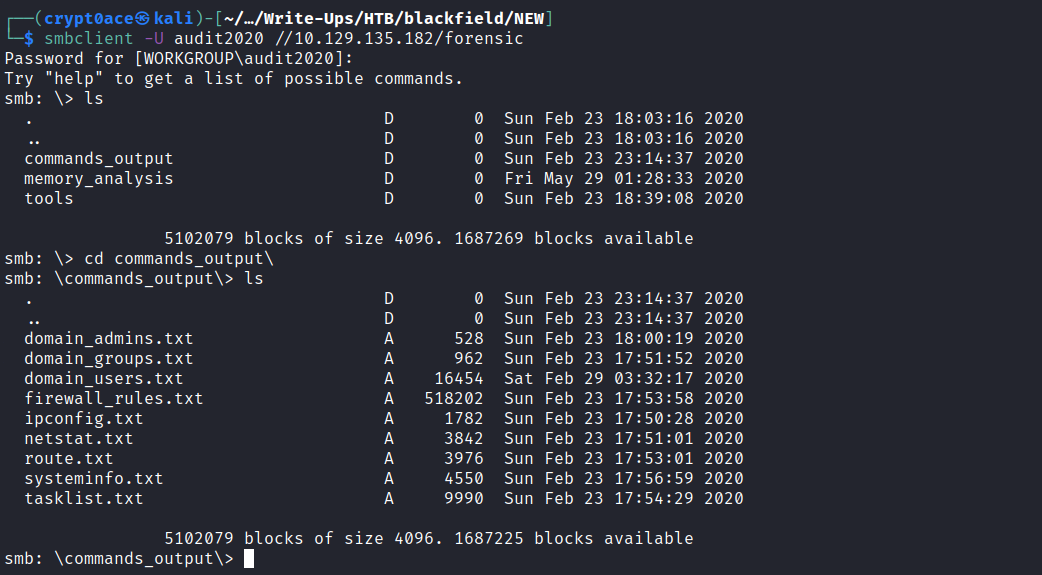 ┌──(crypt0ace㉿kali)-[~/…/Write-Ups/HTB/blackfield/NEW]
└─$ smbclient -U audit2020 //10.129.135.182/forensic
Password for [WORKGROUP\audit2020]:
Try "help" to get a list of possible commands.
smb: \> ls
  .                                   D        0  Sun Feb 23 18:03:16 2020
  ..                                  D        0  Sun Feb 23 18:03:16 2020
  commands_output                     D        0  Sun Feb 23 23:14:37 2020
  memory_analysis                     D        0  Fri May 29 01:28:33 2020
  tools                               D        0  Sun Feb 23 18:39:08 2020
                5102079 blocks of size 4096. 1687269 blocks available
smb: \> cd commands_output\
smb: \commands_output\> ls
  .                                   D        0  Sun Feb 23 23:14:37 2020
  ..                                  D        0  Sun Feb 23 23:14:37 2020
  domain_admins.txt                   A      528  Sun Feb 23 18:00:19 2020
  domain_groups.txt                   A      962  Sun Feb 23 17:51:52 2020
  domain_users.txt                    A    16454  Sat Feb 29 03:32:17 2020
  firewall_rules.txt                  A   518202  Sun Feb 23 17:53:58 2020
  ipconfig.txt                        A     1782  Sun Feb 23 17:50:28 2020
  netstat.txt                         A     3842  Sun Feb 23 17:51:01 2020
  route.txt                           A     3976  Sun Feb 23 17:53:01 2020
  systeminfo.txt                      A     4550  Sun Feb 23 17:56:59 2020
  tasklist.txt                        A     9990  Sun Feb 23 17:54:29 2020
                5102079 blocks of size 4096. 1687225 blocks available
smb: \commands_output\>